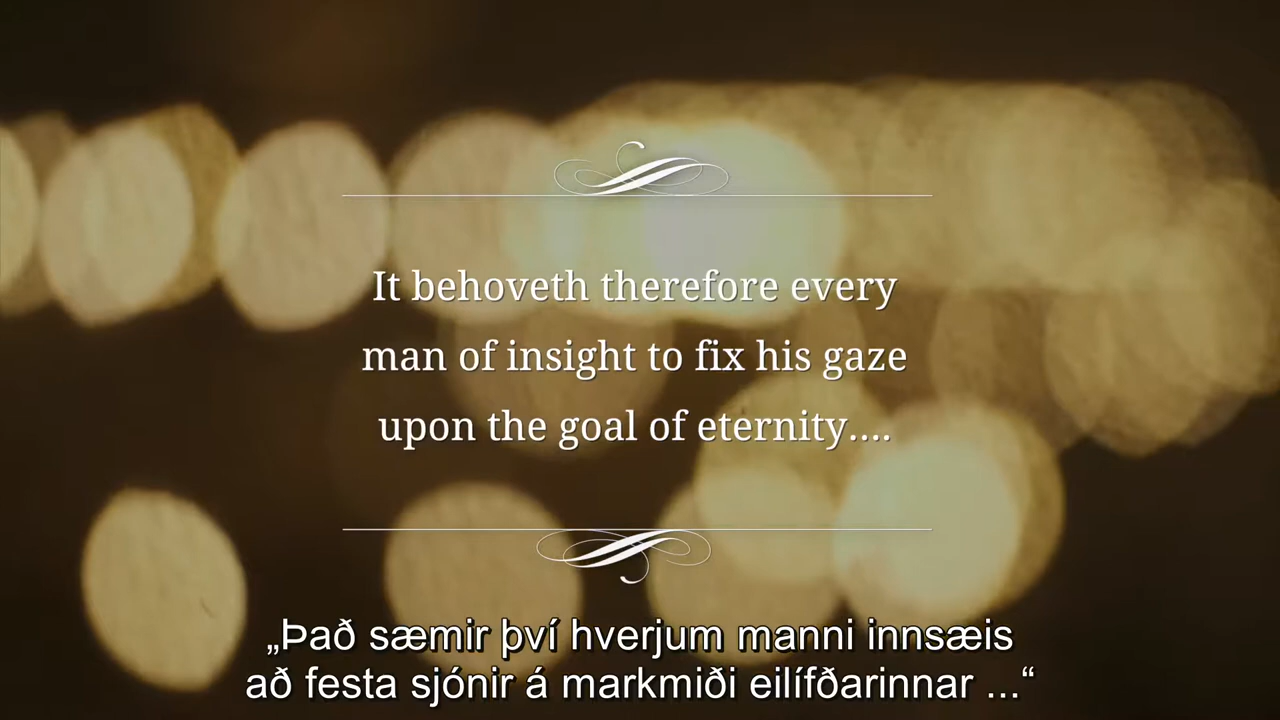 It behoveth therefore every
man of insight to fix his gaze
upon the goal of eternity....
„Það sæmir því hverjum manni innsæis
að festa sjónir á markmiði eilífðarinnar ...“